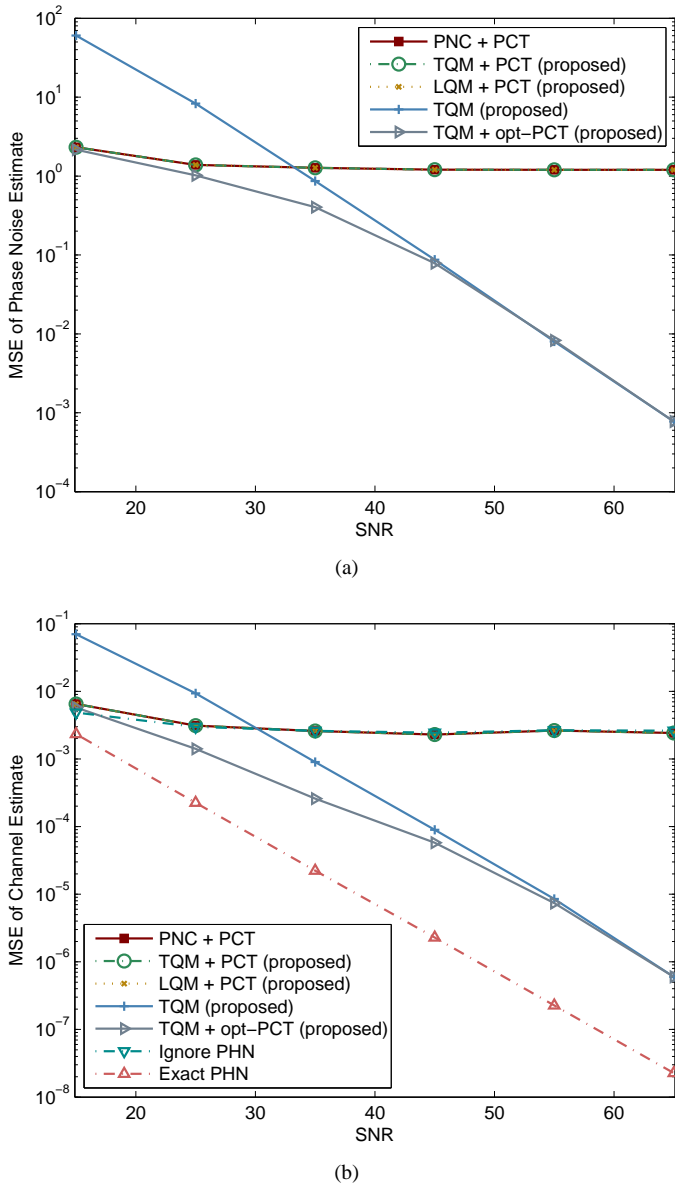 10^2
10^1
10^0
10^−1
10^−2
10^−3
10^−4
MSE of Phase Noise Estimate
PNC + PCT
TQM + PCT (proposed)
LQM + PCT (proposed)
TQM (proposed)
TQM + opt−PCT (proposed)
20 30 40 50 60
SNR
(a)
10^−1
10^−2
10^−3
10^−4
10^−5
10^−6
10^−7
10^−8
MSE of Channel Estimate
PNC + PCT
TQM + PCT (proposed)
LQM + PCT (proposed)
TQM (proposed)
TQM + opt−PCT (proposed)
Ignore PHN
Exact PHN
20 30 40 50 60
SNR
(b)